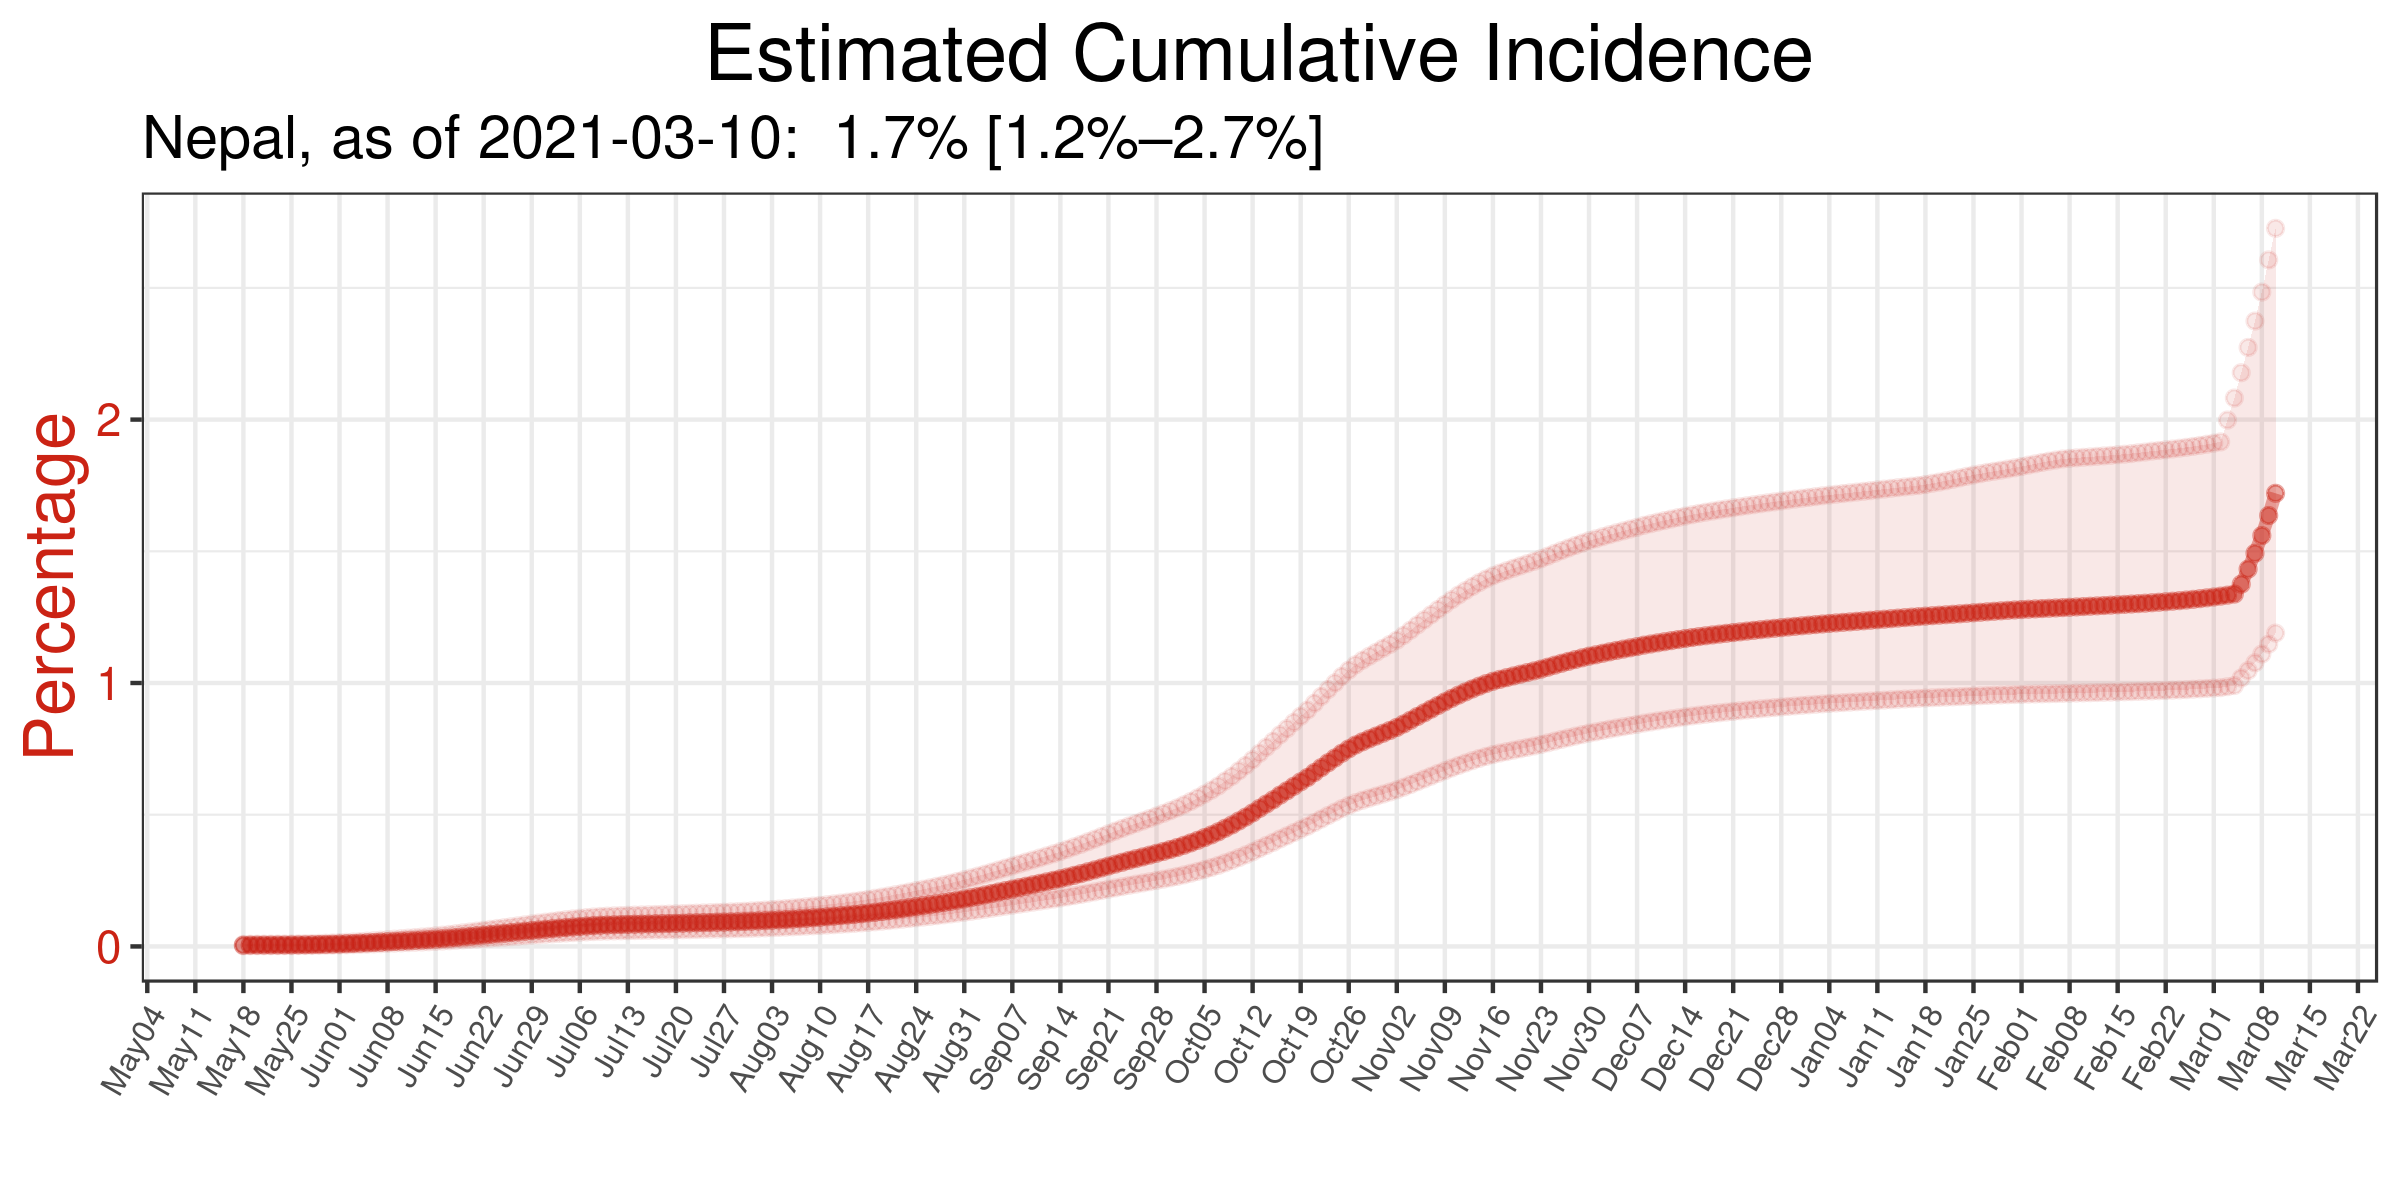 Estimated Cumulative Incidence
Nepal, as of 2021-03-10:  1.7% [1.2%–2.7%]
Percentage
2
1
0
May04
May11
May18
May25
Jun01
Jun08
Jun15
Jun22
Jun29
Jul06
Jul13
Jul20
Jul27
Aug03
Aug10
Aug17
Aug24
Aug31
Sep07
Sep14
Sep21
Sep28
Oct05
Oct12
Oct19
Oct26
Nov02
Nov09
Nov16
Nov23
Nov30
Dec07
Dec14
Dec21
Dec28
Jan04
Jan11
Jan18
Jan25
Feb01
Feb08
Feb15
Feb22
Mar01
Mar08
Mar15
Mar22